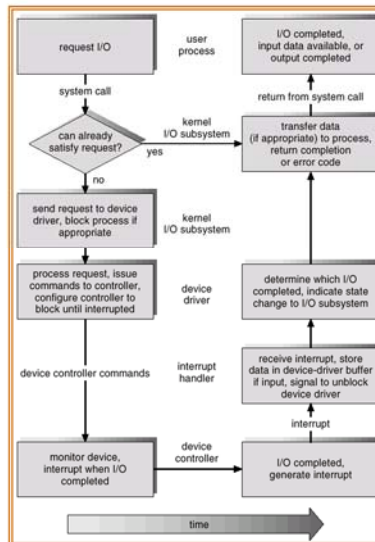 request I/O
user
process
I/O completed,
input data available, or
output completed
system call
return from system call
can already
satisfy request?
yes
kernel
I/O subsystem
transfer data
(if appropriate) to process,
return completion
or error code
no
send request to device
driver, block process if
appropriate
kernel
I/O subsystem
process request, issue
commands to controller,
configure controller to
block until interrupted
device
driver
determine which I/O
completed, indicate state
change to I/O subsystem
device controller commands
interrupt
handler
receive interrupt, store
data in device-driver buffer
if input, signal to unblock
device driver
interrupt
monitor device,
interrupt when I/O
completed
device
controller
I/O completed,
generate interrupt
time